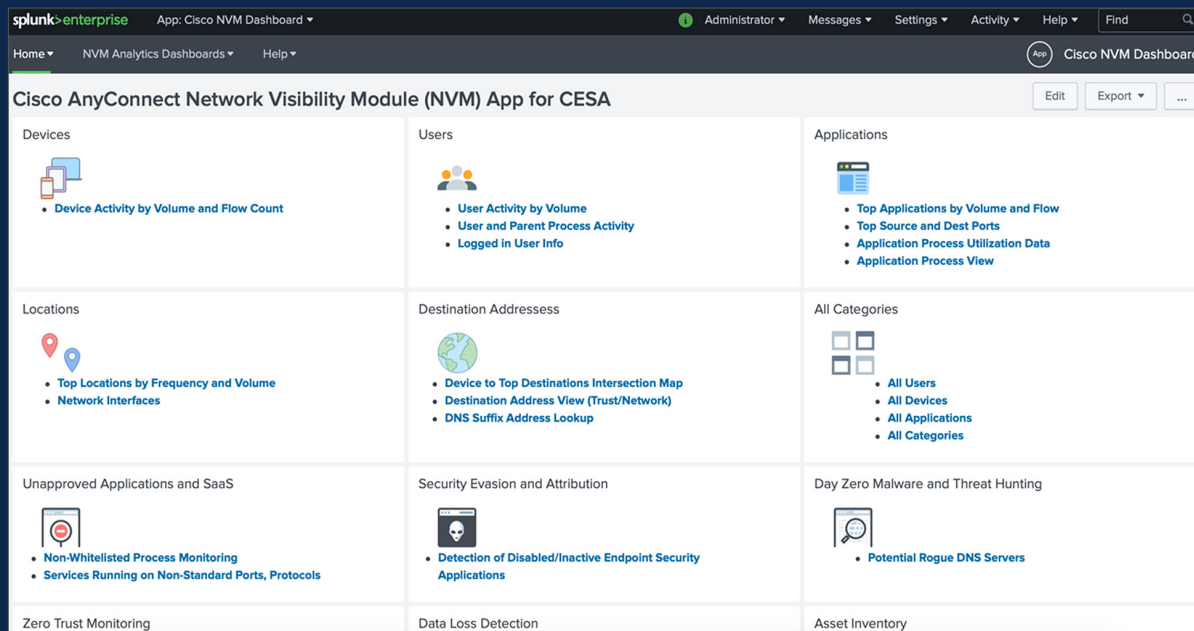 splunk>enterprise App: Cisco NVM Dashboard i Administrator Messages Settings Activity Help Find
Home NVM Analytics Dashboards Help App Cisco NVM Dashboard
Cisco AnyConnect Network Visibility Module (NVM) App for CESA Edit Export ...
Devices
Device Activity by Volume and Flow Count
Users
User Activity by Volume
User and Parent Process Activity
Logged in User Info
Applications
Top Applications by Volume and Flow
Top Source and Dest Ports
Application Process Utilization Data
Application Process View
Locations
Top Locations by Frequency and Volume
Network Interfaces
Destination Addressess
Device to Top Destinations Intersection Map
Destination Address View (Trust/Network)
DNS Suffix Address Lookup
All Categories
All Users
All Devices
All Applications
All Categories
Unapproved Applications and SaaS
Non-Whitelisted Process Monitoring
Services Running on Non-Standard Ports, Protocols
Security Evasion and Attribution
Detection of Disabled/Inactive Endpoint Security
Applications
Day Zero Malware and Threat Hunting
Potential Rogue DNS Servers
Zero Trust Monitoring
Data Loss Detection
Asset Inventory